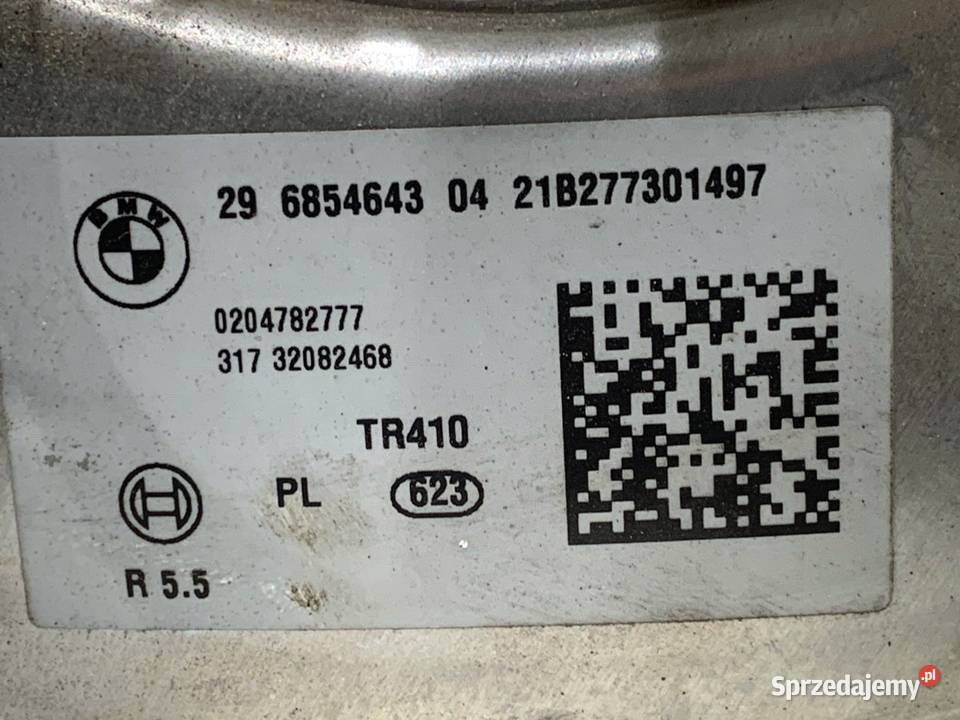 BMW
29 6854643 04 21B277301497
0204782777
317 32082468
TR410
PL 623
R 5.5
Sprzedajemy.pl